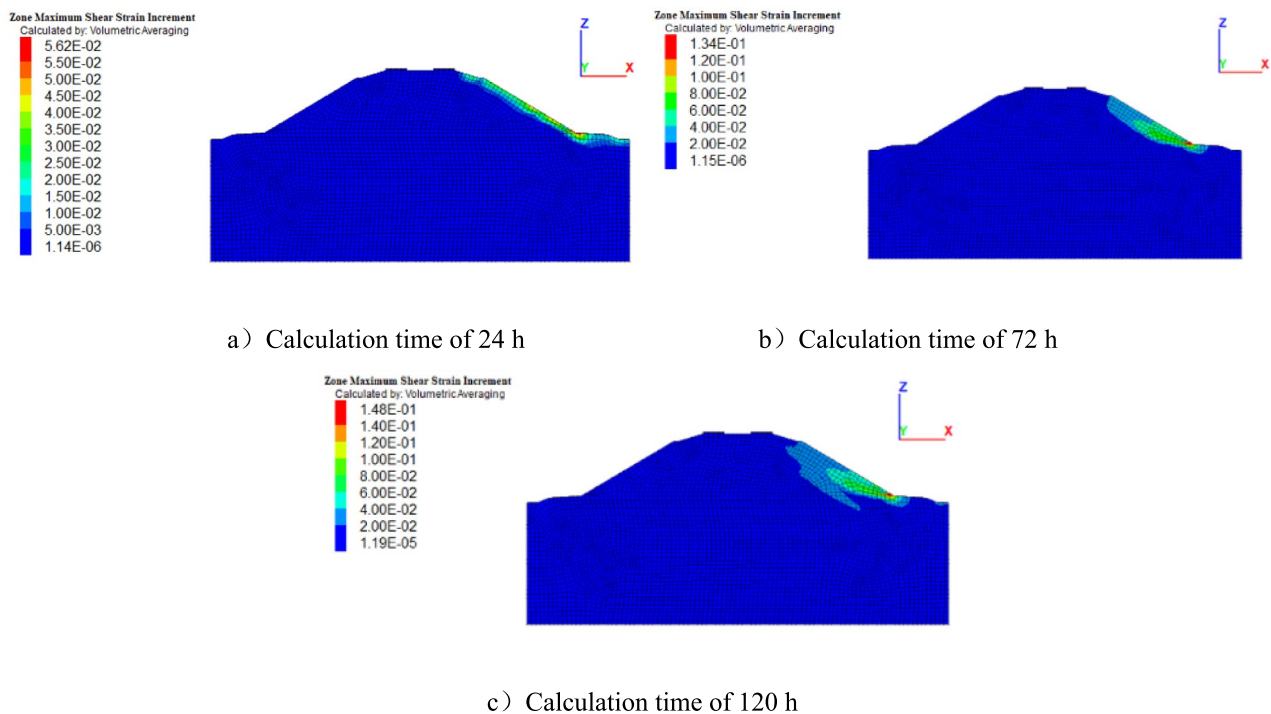 Zone Maximum Shear Strain Increment
Calculated by: Volumetric Averaging
5.62E-02
5.50E-02
5.00E-02
4.50E-02
4.00E-02
3.50E-02
3.00E-02
2.50E-02
2.00E-02
1.50E-02
1.00E-02
5.00E-03
1.14E-06
Z
Y
X
a）Calculation time of 24 h
Zone Maximum Shear Strain Increment
Calculated by: Volumetric Averaging
1.34E-01
1.20E-01
1.00E-01
8.00E-02
6.00E-02
4.00E-02
2.00E-02
1.15E-06
Z
Y
X
b）Calculation time of 72 h
Zone Maximum Shear Strain Increment
Calculated by: Volumetric Averaging
1.48E-01
1.40E-01
1.20E-01
1.00E-01
8.00E-02
6.00E-02
4.00E-02
2.00E-02
1.19E-05
Z
Y
X
c）Calculation time of 120 h